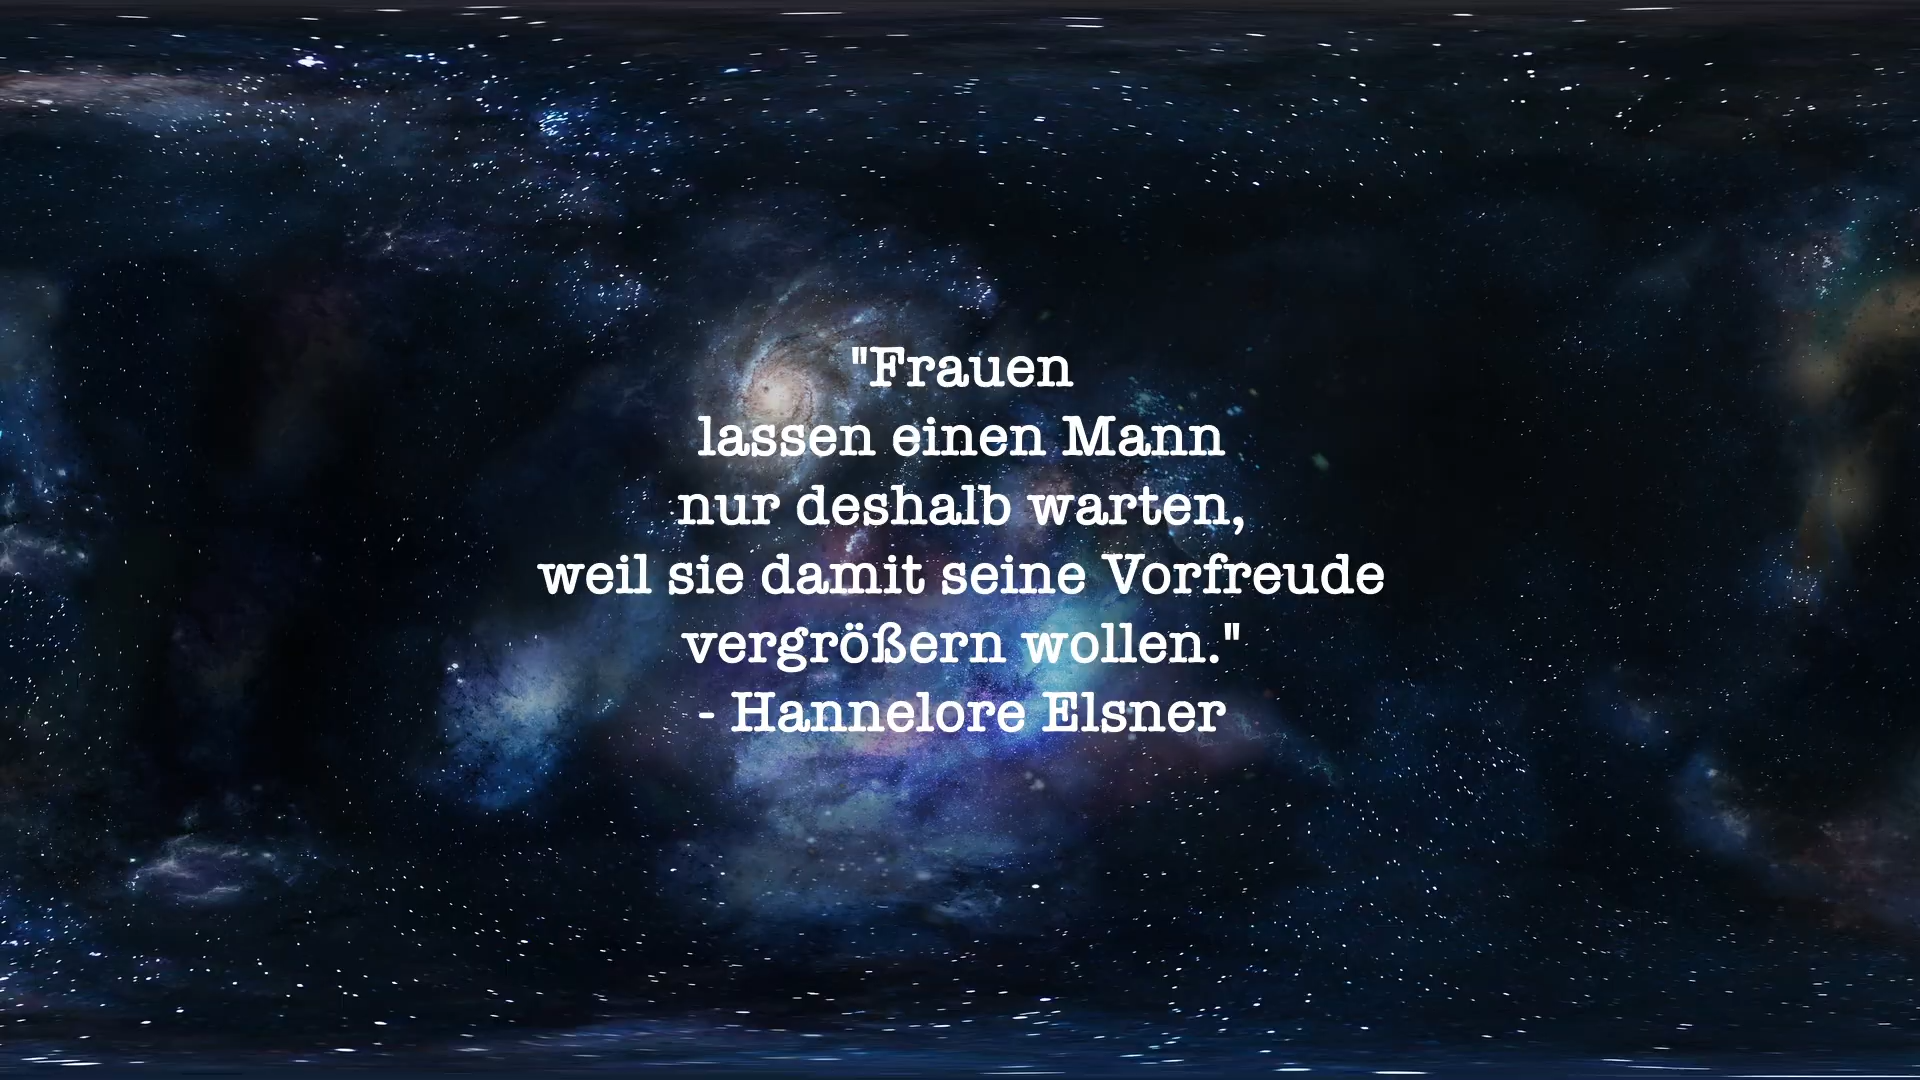 "Frauen
lassen einen Mann
nur deshalb warten,
weil sie damit seine Vorfreude
vergrößern wollen."
- Hannelore Elsner